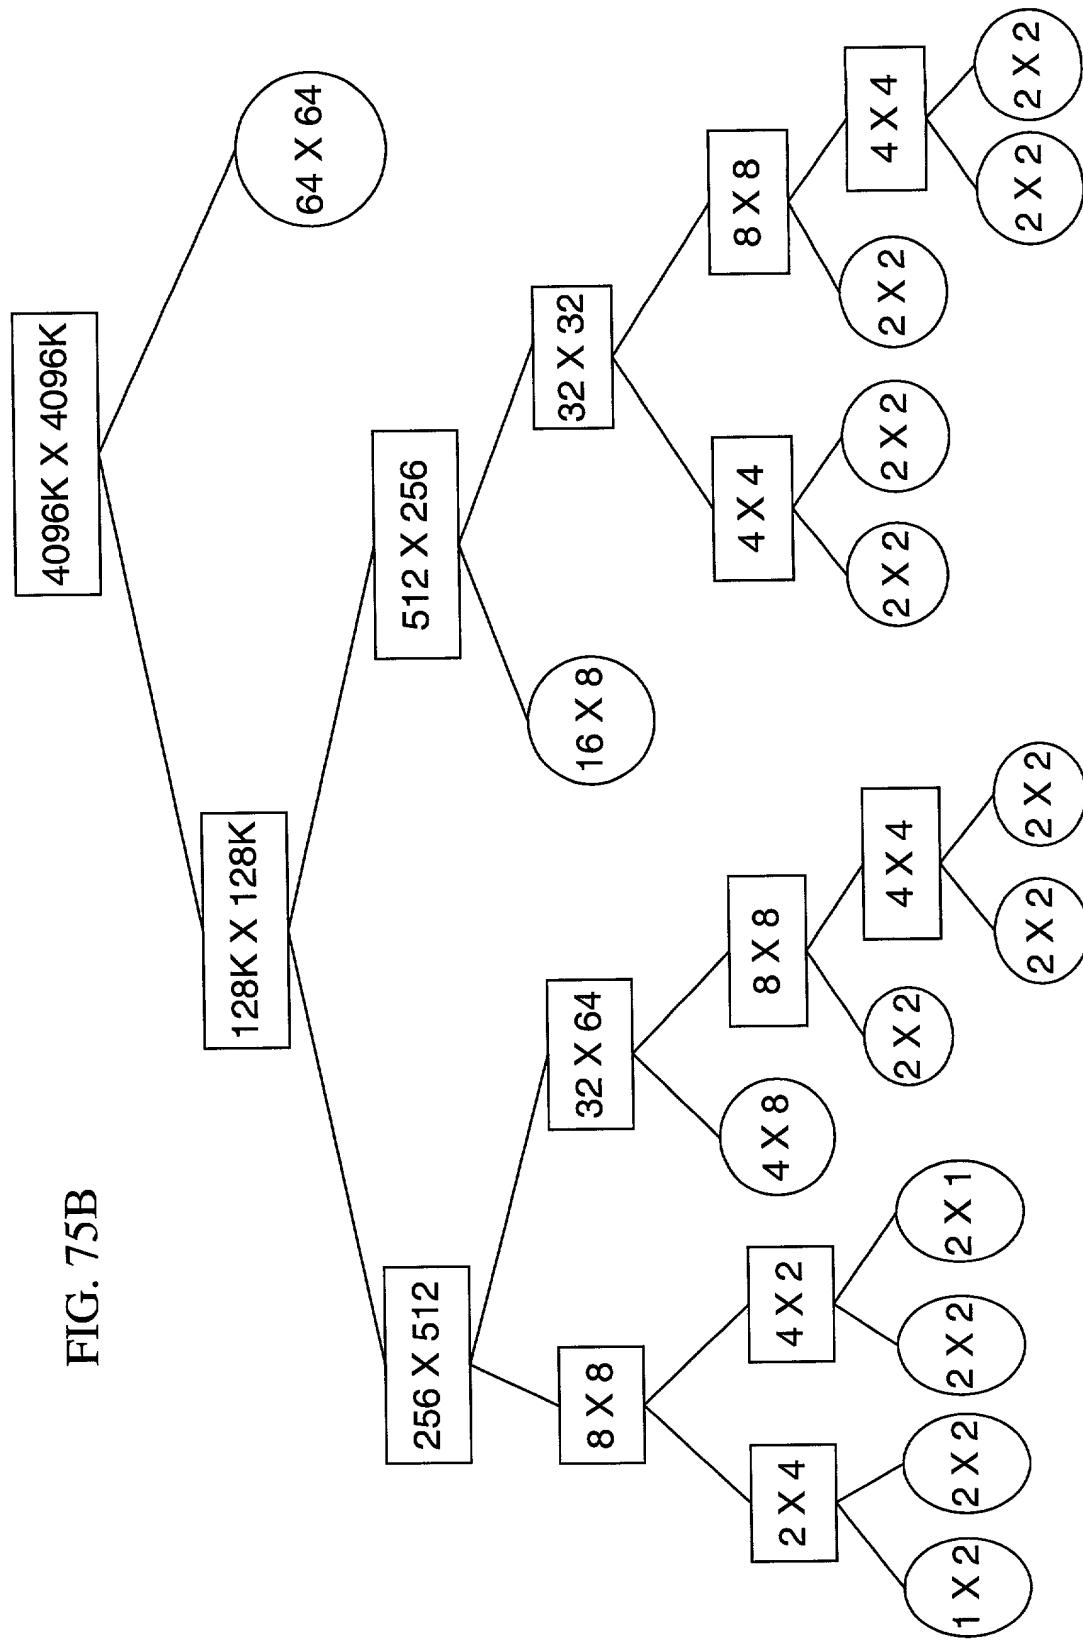 FIG. 75B
4096K X 4096K
128K X 128K
64 X 64
256 X 512
512 X 256
8 X 8
32 X 64
16 X 8
32 X 32
2 X 4
4 X 2
4 X 8
8 X 8
4 X 4
8 X 8
1 X 2
2 X 2
2 X 2
2 X 1
2 X 2
4 X 4
2 X 2
2 X 2
2 X 2
4 X 4
2 X 2
2 X 2
2 X 2
2 X 2